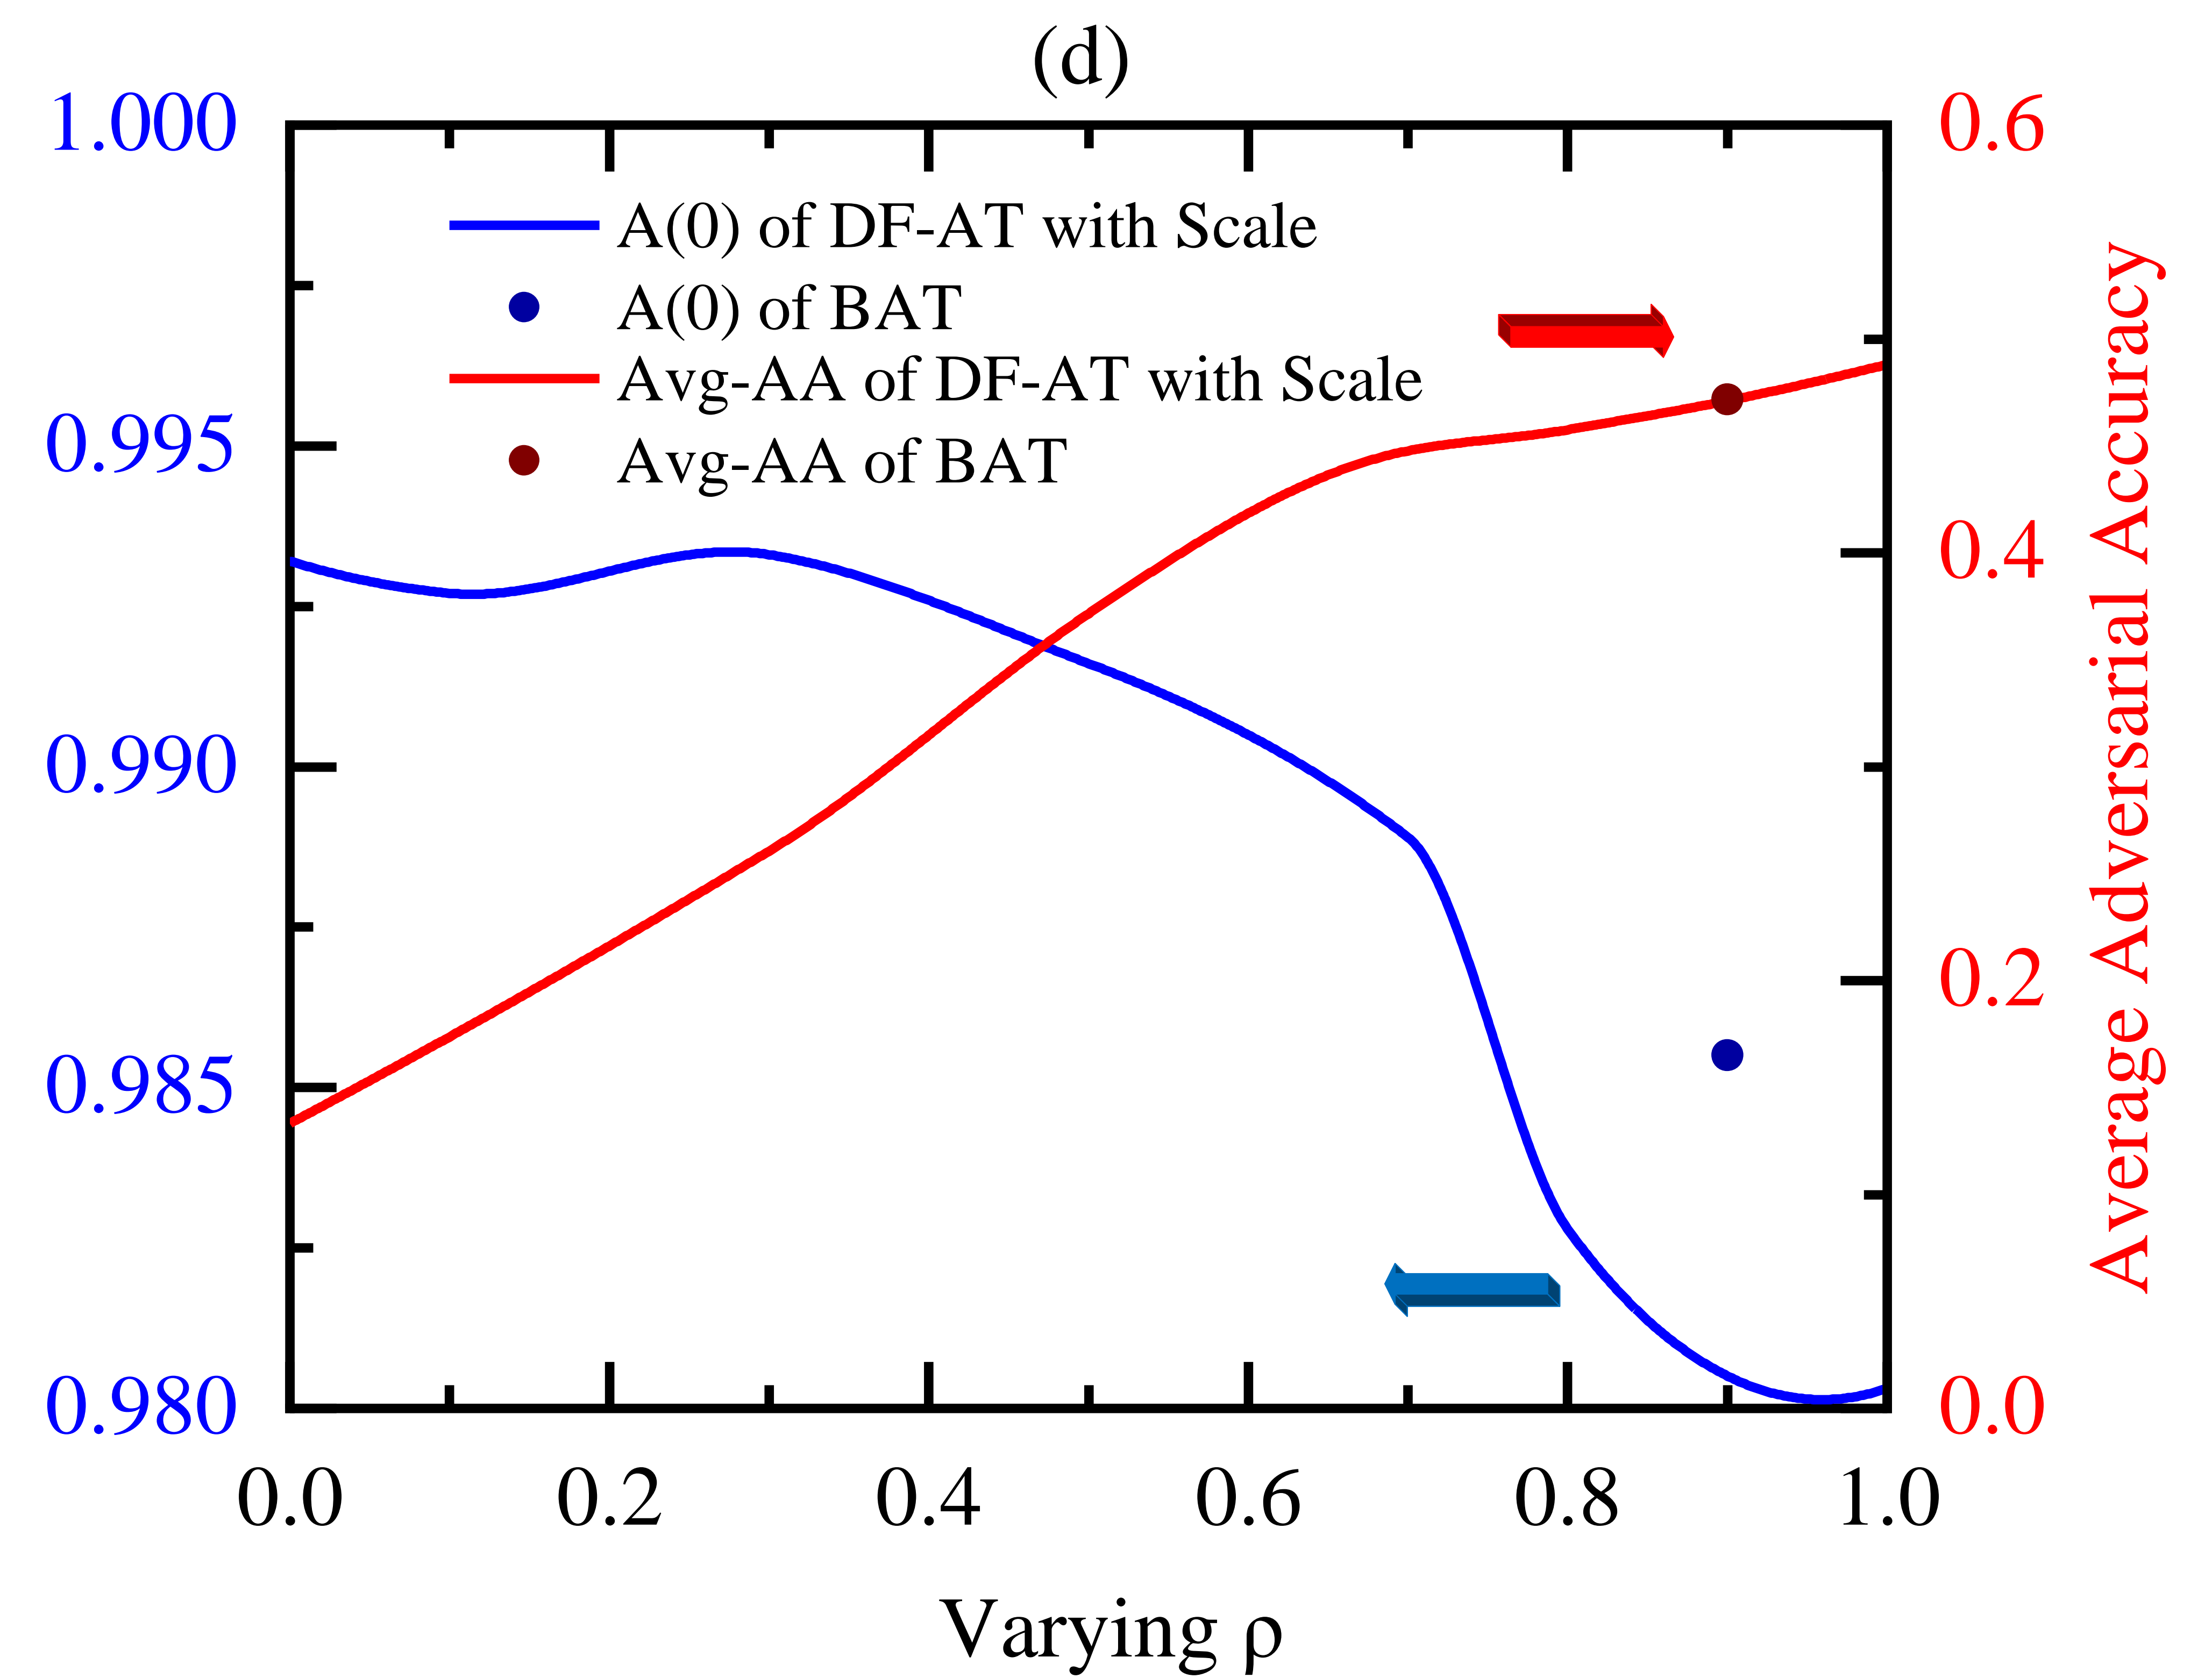 (d)
1.000
0.995
0.990
0.985
0.980
A(0) of DF-AT with Scale
A(0) of BAT
Avg-AA of DF-AT with Scale
Avg-AA of BAT
0.6
0.4
0.2
0.0
Average Adversarial Accuracy
0.0 0.2 0.4 0.6 0.8 1.0
Varying ρ